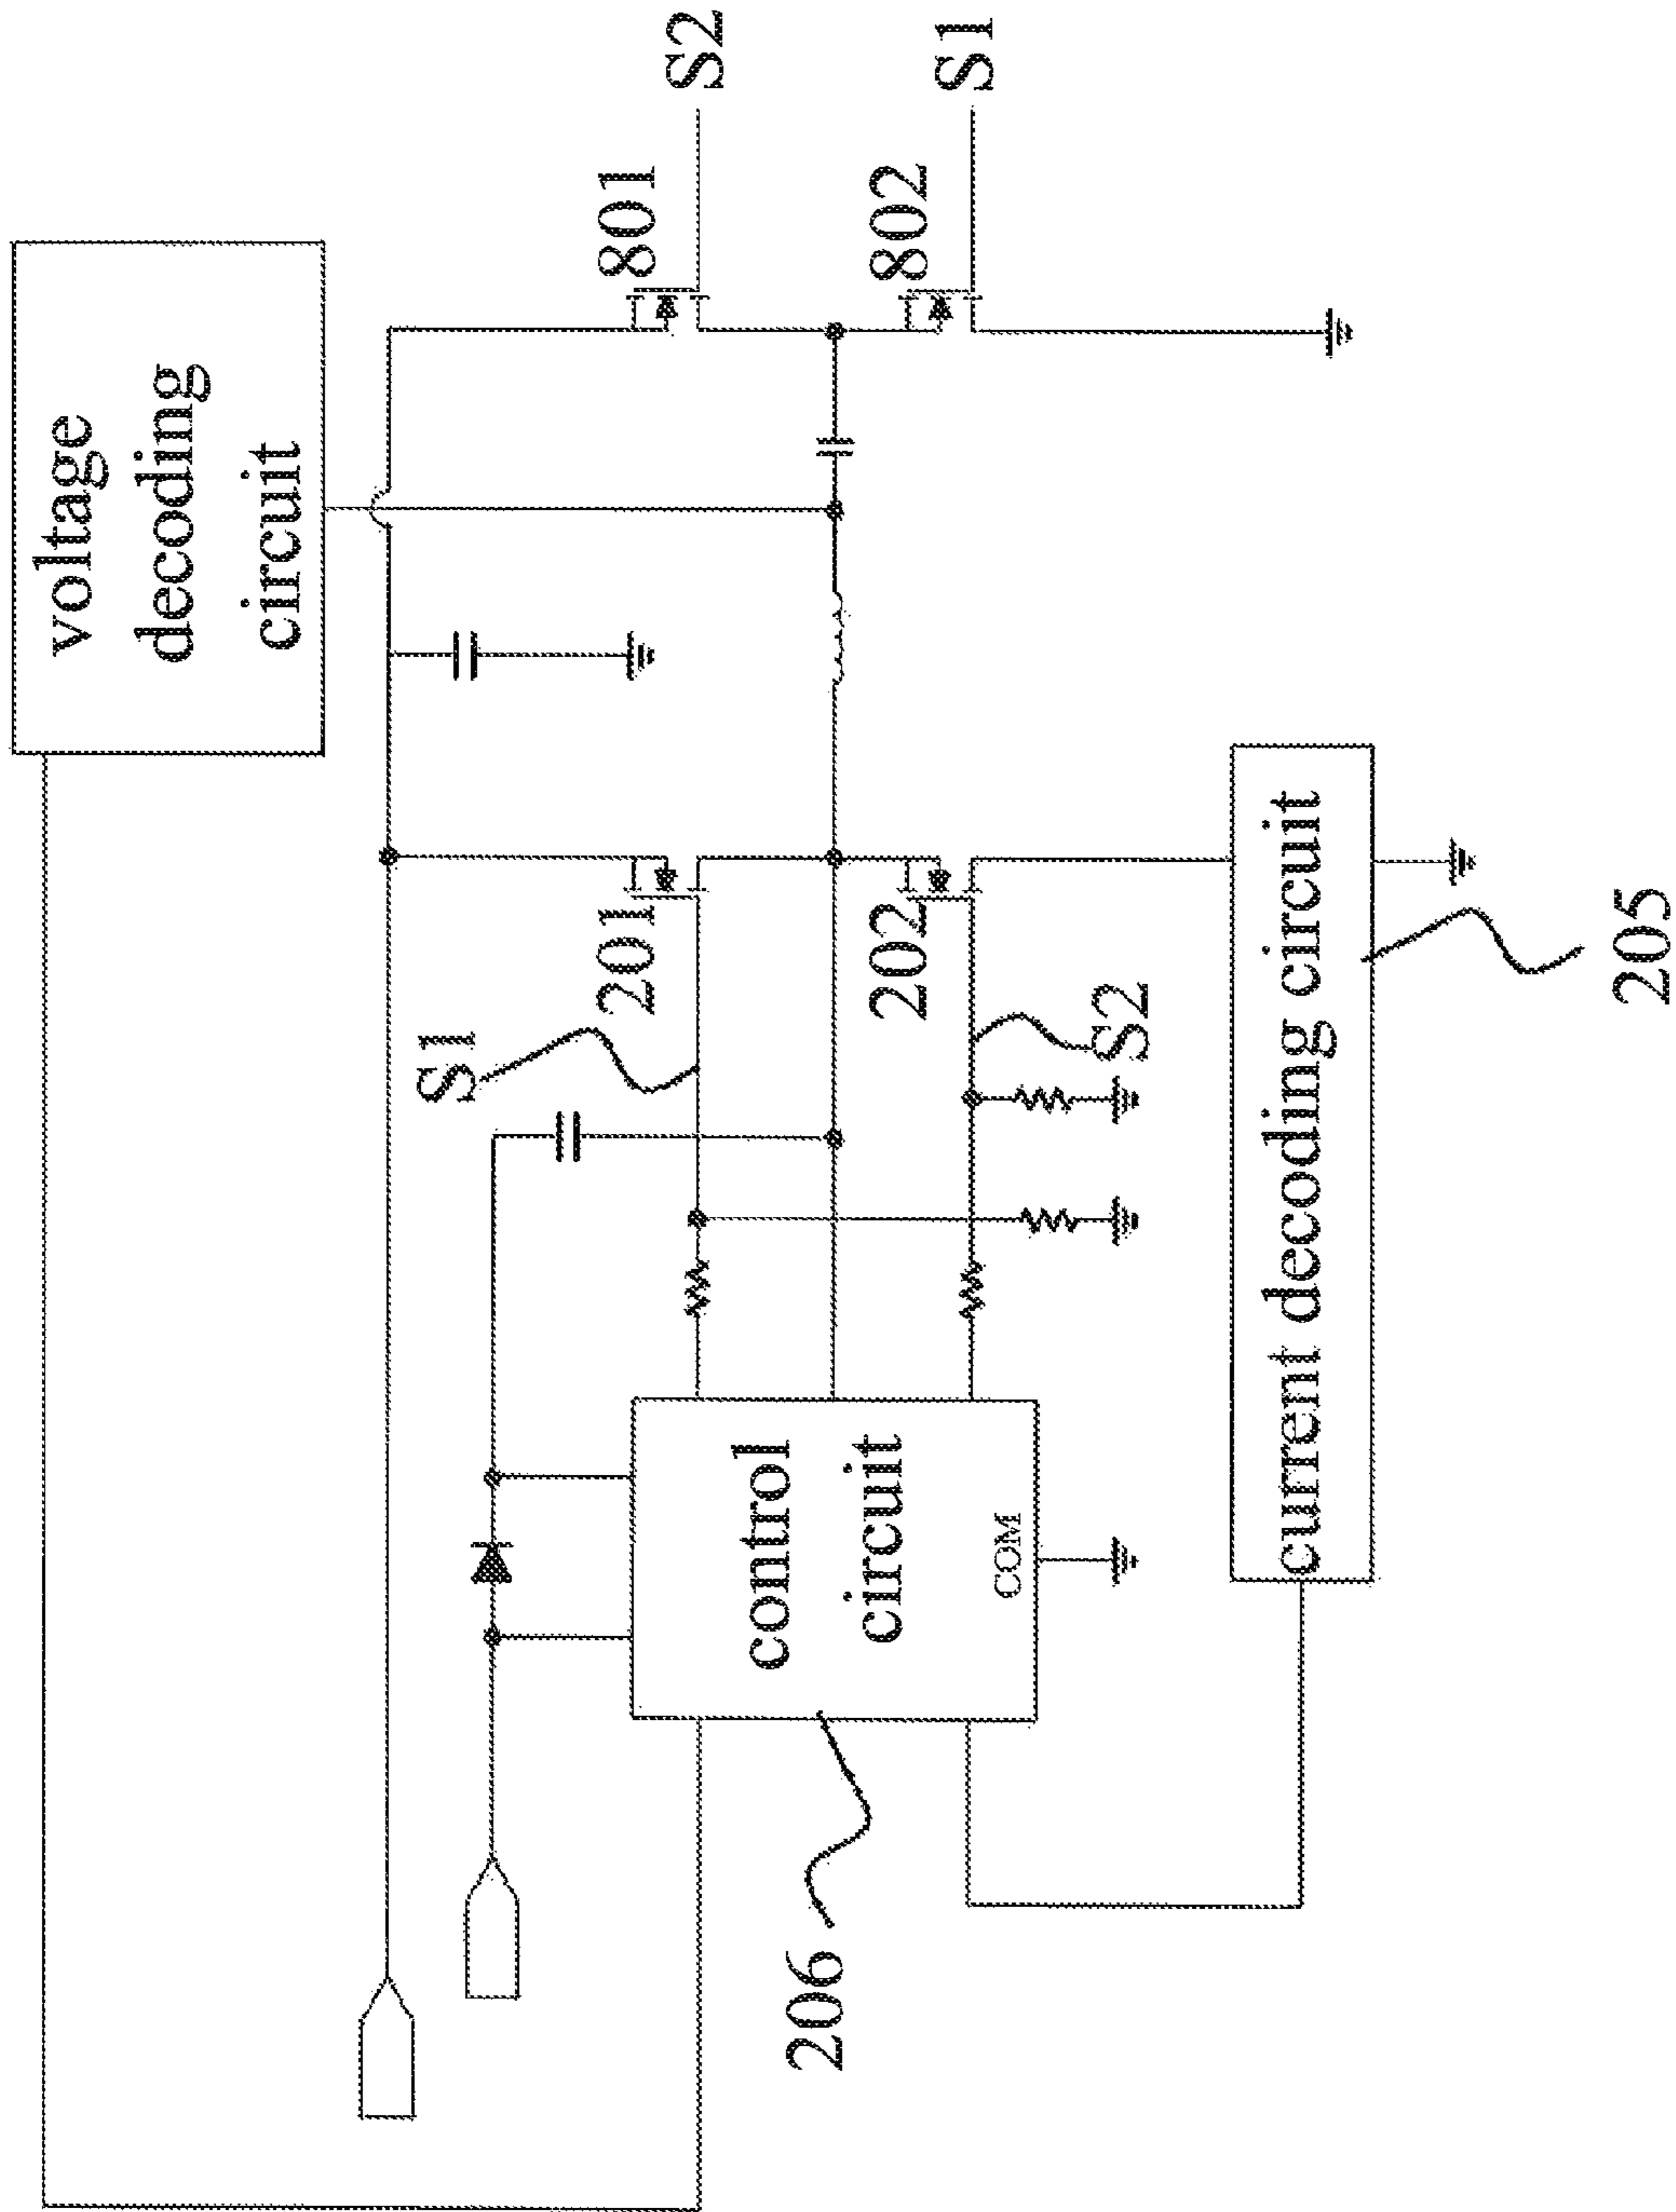 voltage
decoding
circuit
S2
801
S1
802
S1
201
202
S2
control
circuit
COM
206
current decoding circuit
205